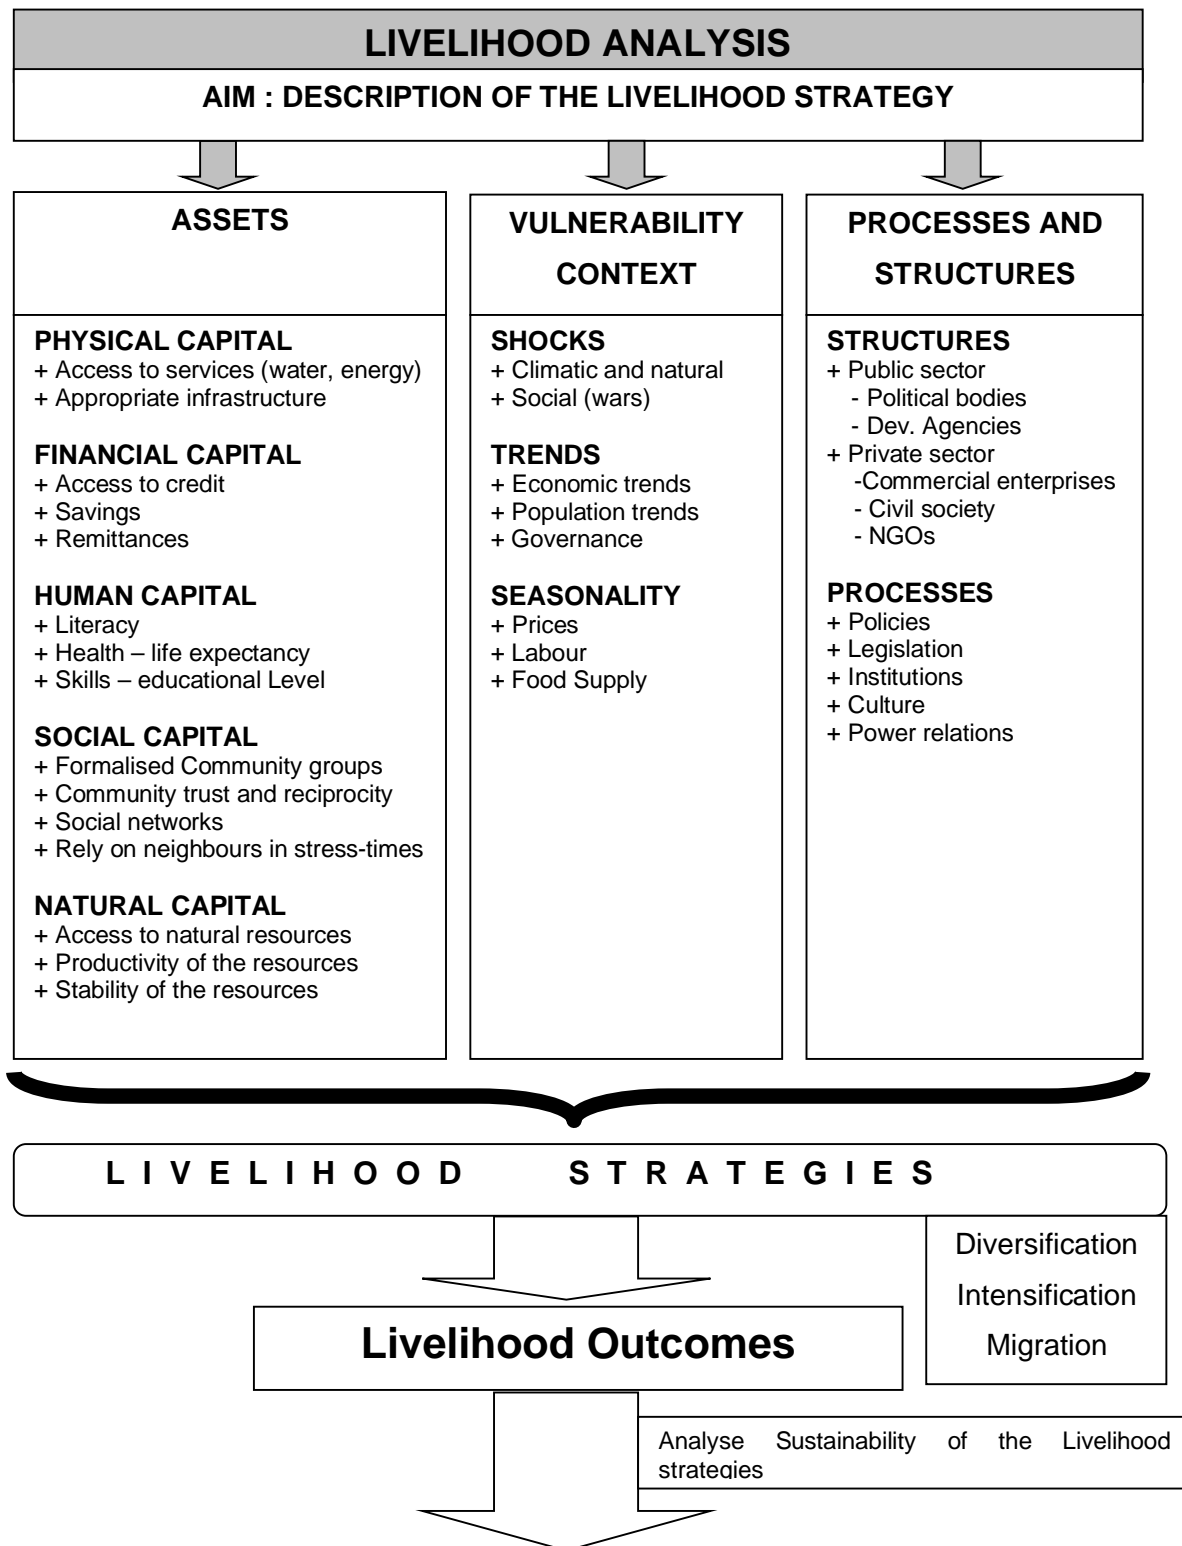 LIVELIHOOD ANALYSIS
AIM : DESCRIPTION OF THE LIVELIHOOD STRATEGY
ASSETS
PHYSICAL CAPITAL
+ Access to services (water, energy)
+ Appropriate infrastructure
FINANCIAL CAPITAL
+ Access to credit
+ Savings
+ Remittances
HUMAN CAPITAL
+ Literacy
+ Health – life expectancy
+ Skills – educational Level
SOCIAL CAPITAL
+ Formalised Community groups
+ Community trust and reciprocity
+ Social networks
+ Rely on neighbours in stress-times
NATURAL CAPITAL
+ Access to natural resources
+ Productivity of the resources
+ Stability of the resources
VULNERABILITY
CONTEXT
SHOCKS
+ Climatic and natural
+ Social (wars)
TRENDS
+ Economic trends
+ Population trends
+ Governance
SEASONALITY
+ Prices
+ Labour
+ Food Supply
PROCESSES AND
STRUCTURES
STRUCTURES
+ Public sector
- Political bodies
- Dev. Agencies
+ Private sector
-Commercial enterprises
- Civil society
- NGOs
PROCESSES
+ Policies
+ Legislation
+ Institutions
+ Culture
+ Power relations
L I V E L I H O O D S T R A T E G I E S
Diversification
Intensification
Migration
Livelihood Outcomes
Analyse Sustainability of the Livelihood
strategies